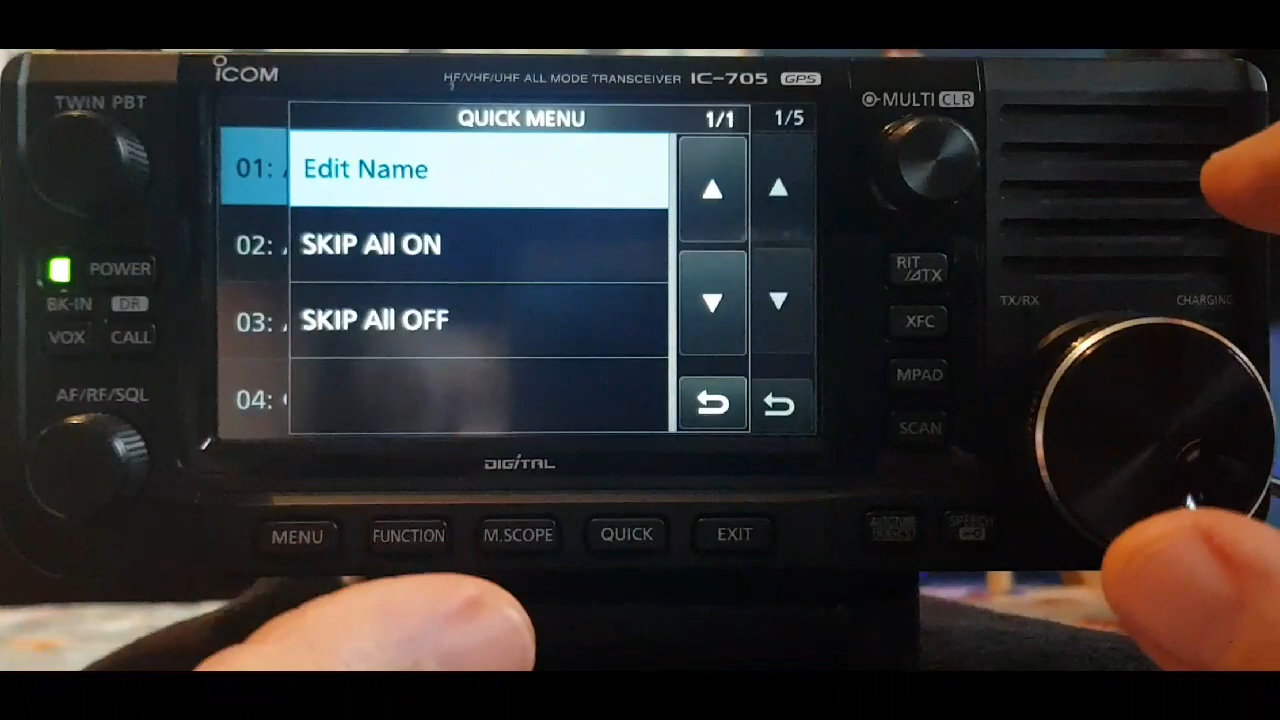 ICOM
HF/VHF/UHF ALL MODE TRANSCEIVER IC-705 GPS
TWIN PBT
MULTI CLR
QUICK MENU 1/1 1/5
01: Edit Name
02: SKIP All ON
03: SKIP All OFF
04:
POWER
BK-IN DR
VOX CALL
AF/RF/SQL
RIT
/⊿TX
XFC
MPAD
SCAN
TX/RX CHARGING
DIGITAL
MENU FUNCTION M.SCOPE QUICK EXIT
SPEECH